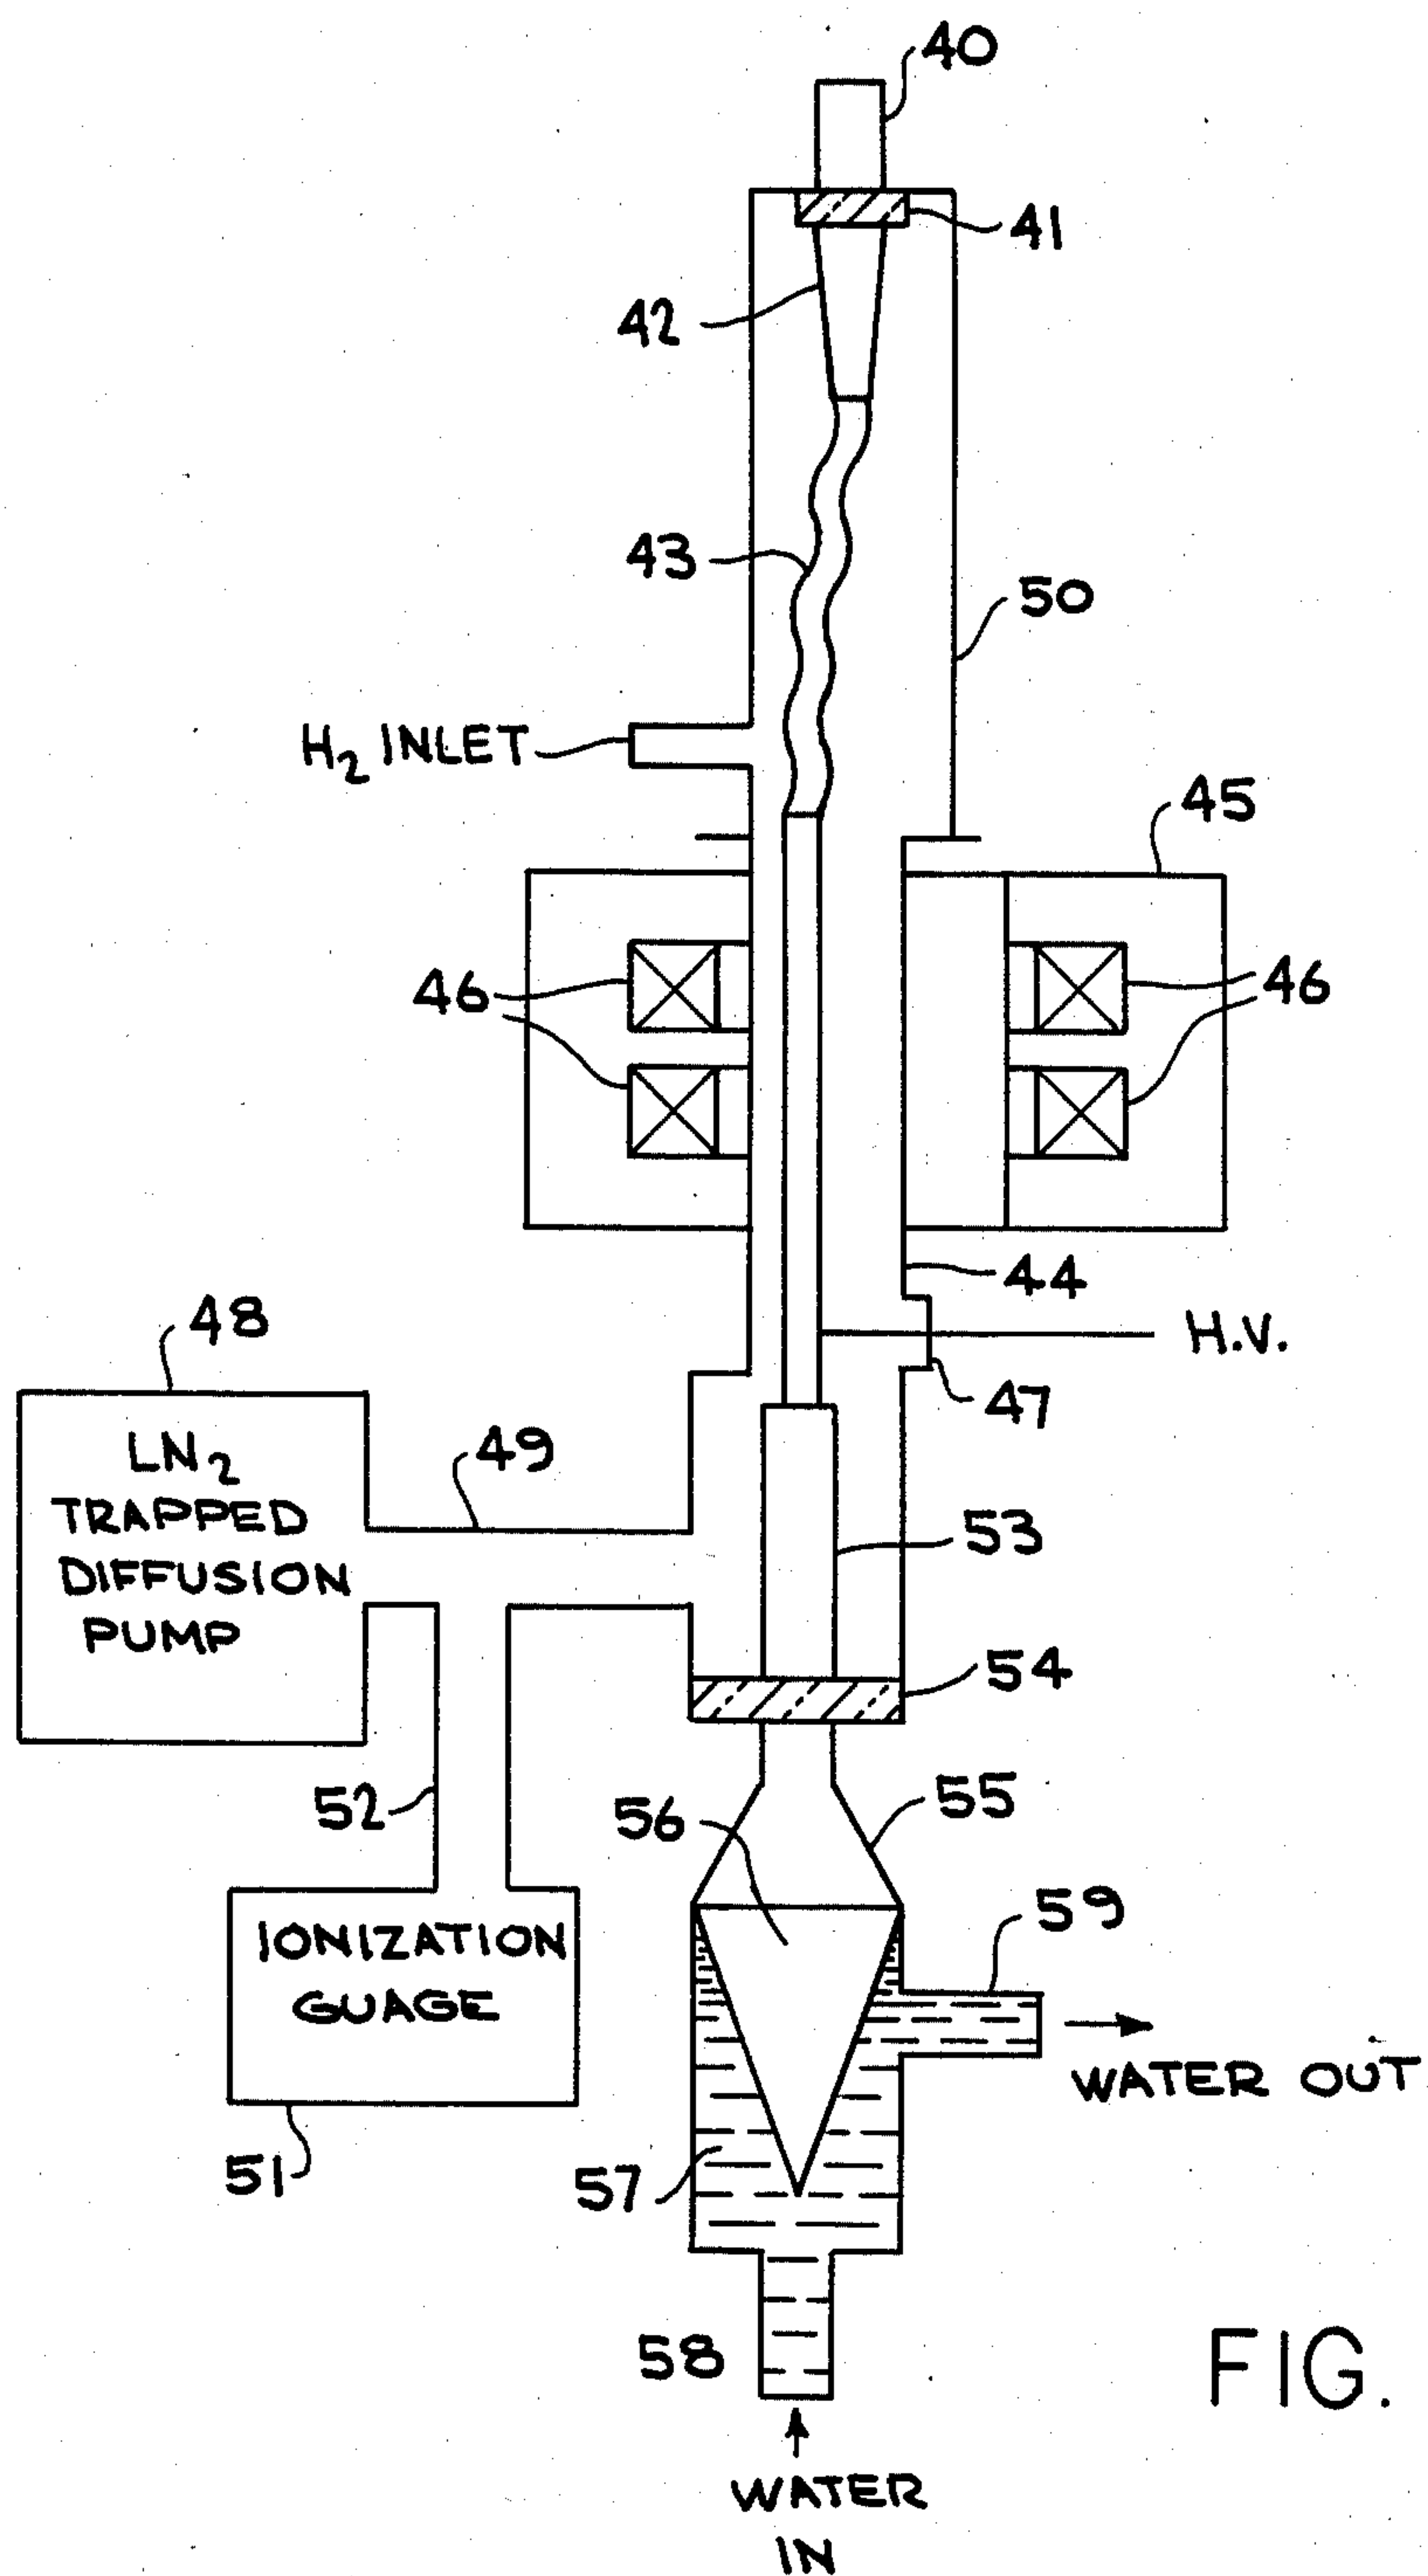 40
41
42
43
50
H2 INLET
45
46
46
44
H.V.
47
48
LN2
TRAPPED
DIFFUSION
PUMP
49
53
54
52
55
56
IONIZATION
GUAGE
59
WATER OUT
51
57
58
FIG.
WATER
IN